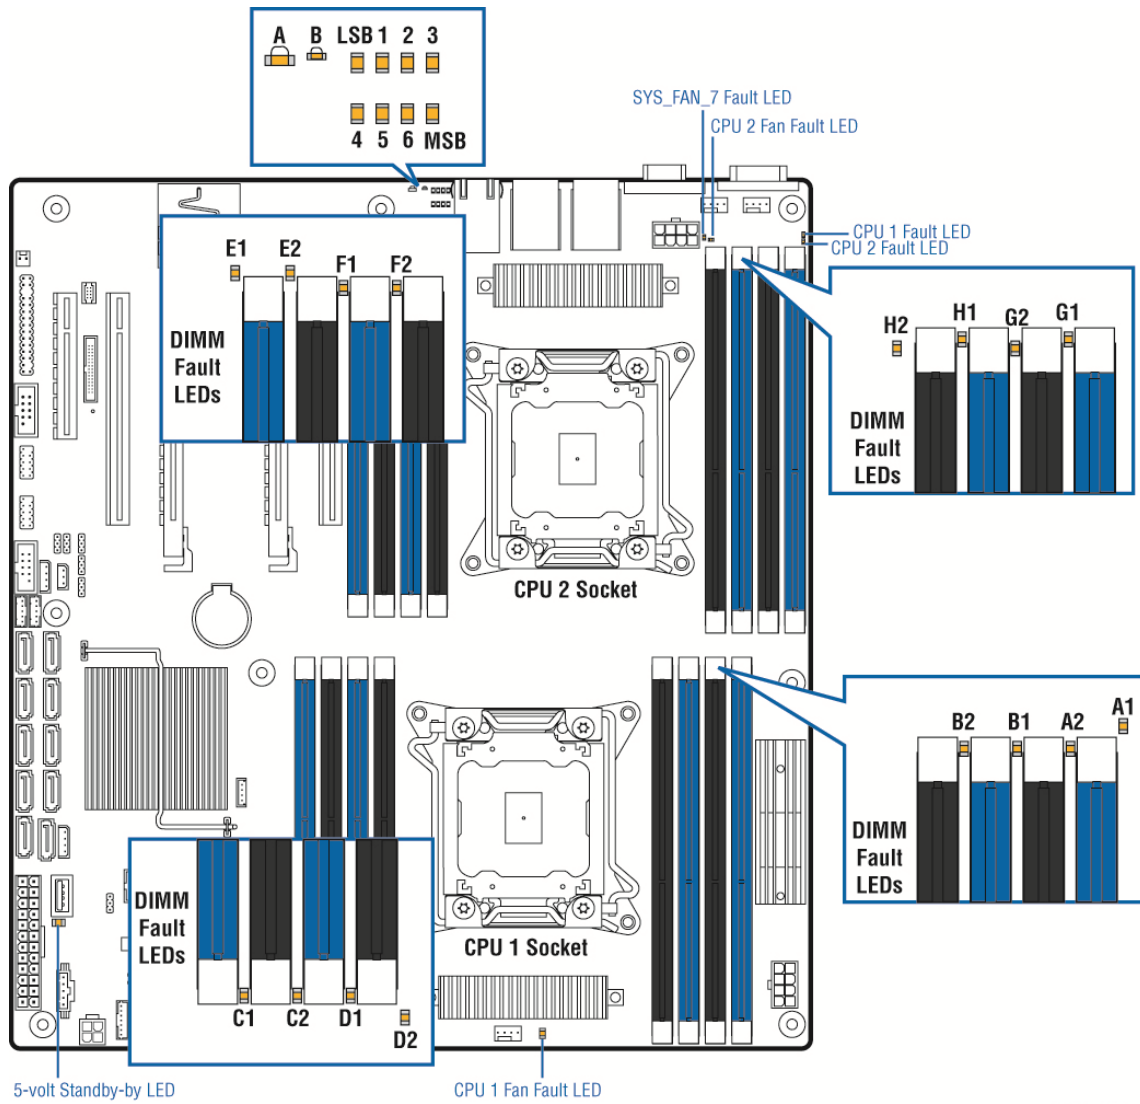 A B LSB 1 2 3
4 5 6 MSB
SYS_FAN_7 Fault LED
CPU 2 Fan Fault LED
CPU 1 Fault LED
CPU 2 Fault LED
E1 E2 F1 F2
DIMM
Fault
LEDs
H2 H1 G2 G1
DIMM
Fault
LEDs
CPU 2 Socket
B2 B1 A2 A1
DIMM
Fault
LEDs
DIMM
Fault
LEDs
C1 C2 D1 D2
CPU 1 Socket
5-volt Standby-by LED
CPU 1 Fan Fault LED